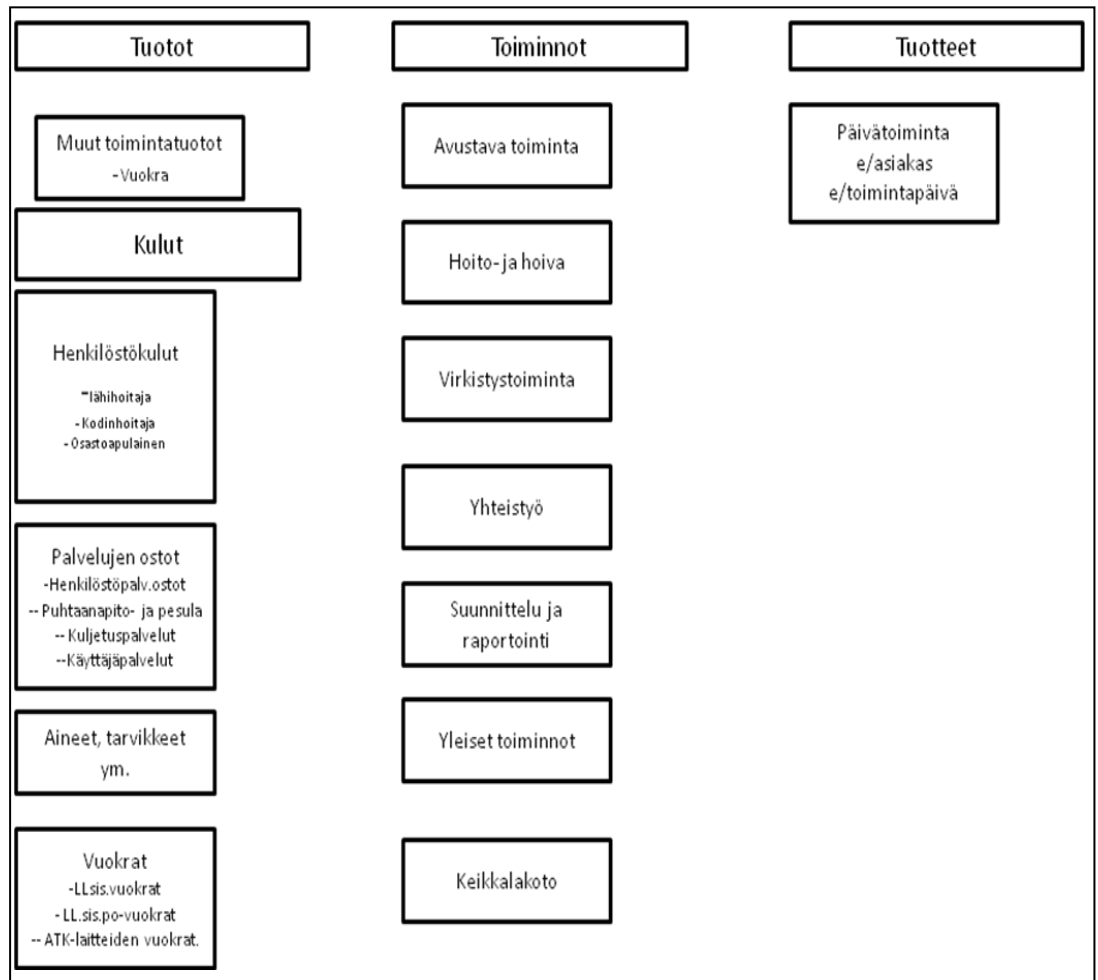 Tuotot
Muut toimintatuotot
-Vuokra
Kulut
Henkilöstökulut
-lähihoitaja
-Kodinhoitaja
-Osastoapulainen
Palvelujen ostot
-Henkilöstöpalv.ostot
--Puhtaanapito- ja pesula
--Kuljetuspalvelut
--Käyttäjäpalvelut
Aineet, tarvikkeet
ym.
Vuokrat
-LLsis.vuokrat
-LL.sis.po-vuokrat
--ATK-laitteiden vuokrat.
Toiminnot
Avustava toiminta
Hoito-ja hoiva
Virkistystoiminta
Yhteistyö
Suunnittelu ja
raportointi
Yleiset toiminnot
Keikkalakoto
Tuotteet
Päivätoiminta
e/asiakas
e/toimintapäivä